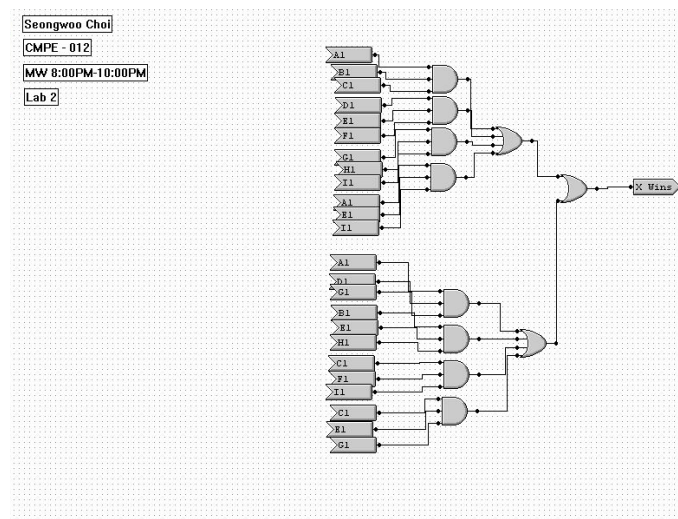 Seongwoo Choi
CMPE - 012
MW 8:00PM-10:00PM
Lab 2
A1
B1
C1
D1
E1
F1
G1
H1
I1
A1
E1
I1
X Wins
A1
D1
G1
B1
E1
H1
C1
F1
I1
C1
E1
G1